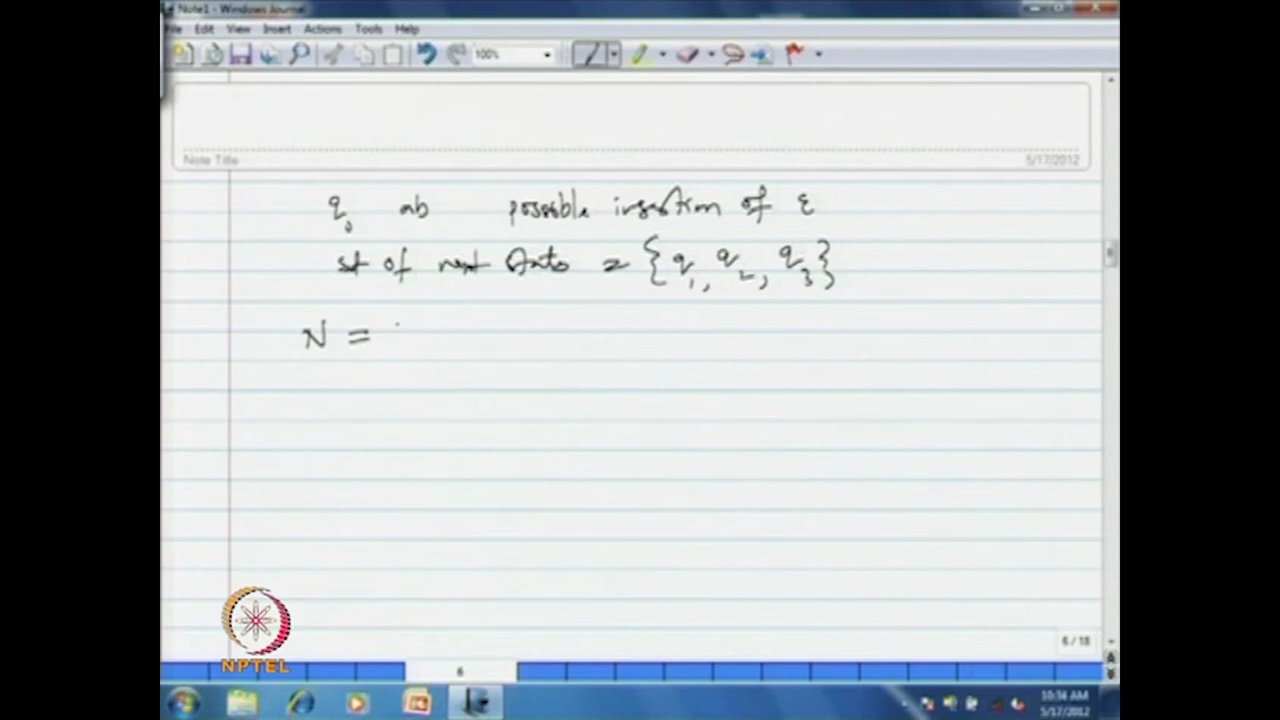 Note1 - Windows Journal
File Edit View Insert Actions Tools Help
100%
Note Title
5/17/2012
q₀ ab possible insertion of ε
set of next states = {q₁, q₂, q₃}
N =
6 / 18
NPTEL
6
10:34 AM
5/17/2012